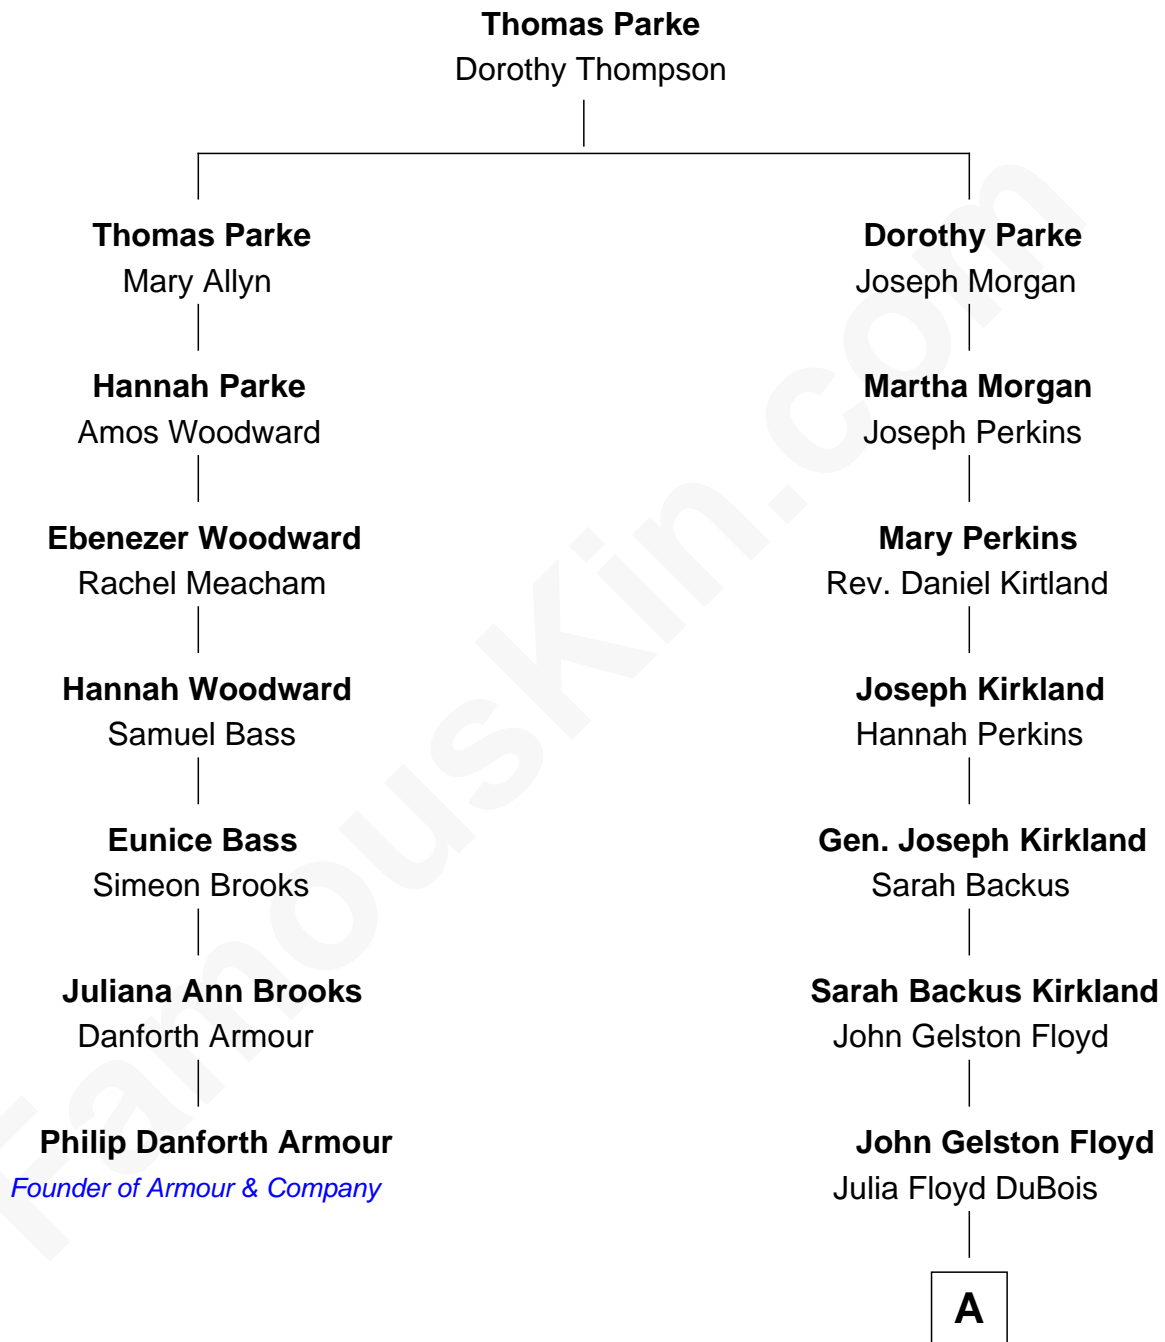 Thomas Parke
Dorothy Thompson
Thomas Parke
Mary Allyn
Hannah Parke
Amos Woodward
Ebenezer Woodward
Rachel Meacham
Hannah Woodward
Samuel Bass
Eunice Bass
Simeon Brooks
Juliana Ann Brooks
Danforth Armour
Philip Danforth Armour
Founder of Armour & Company
Dorothy Parke
Joseph Morgan
Martha Morgan
Joseph Perkins
Mary Perkins
Rev. Daniel Kirtland
Joseph Kirkland
Hannah Perkins
Gen. Joseph Kirkland
Sarah Backus
Sarah Backus Kirkland
John Gelston Floyd
John Gelston Floyd
Julia Floyd DuBois
A
FamousKin.com